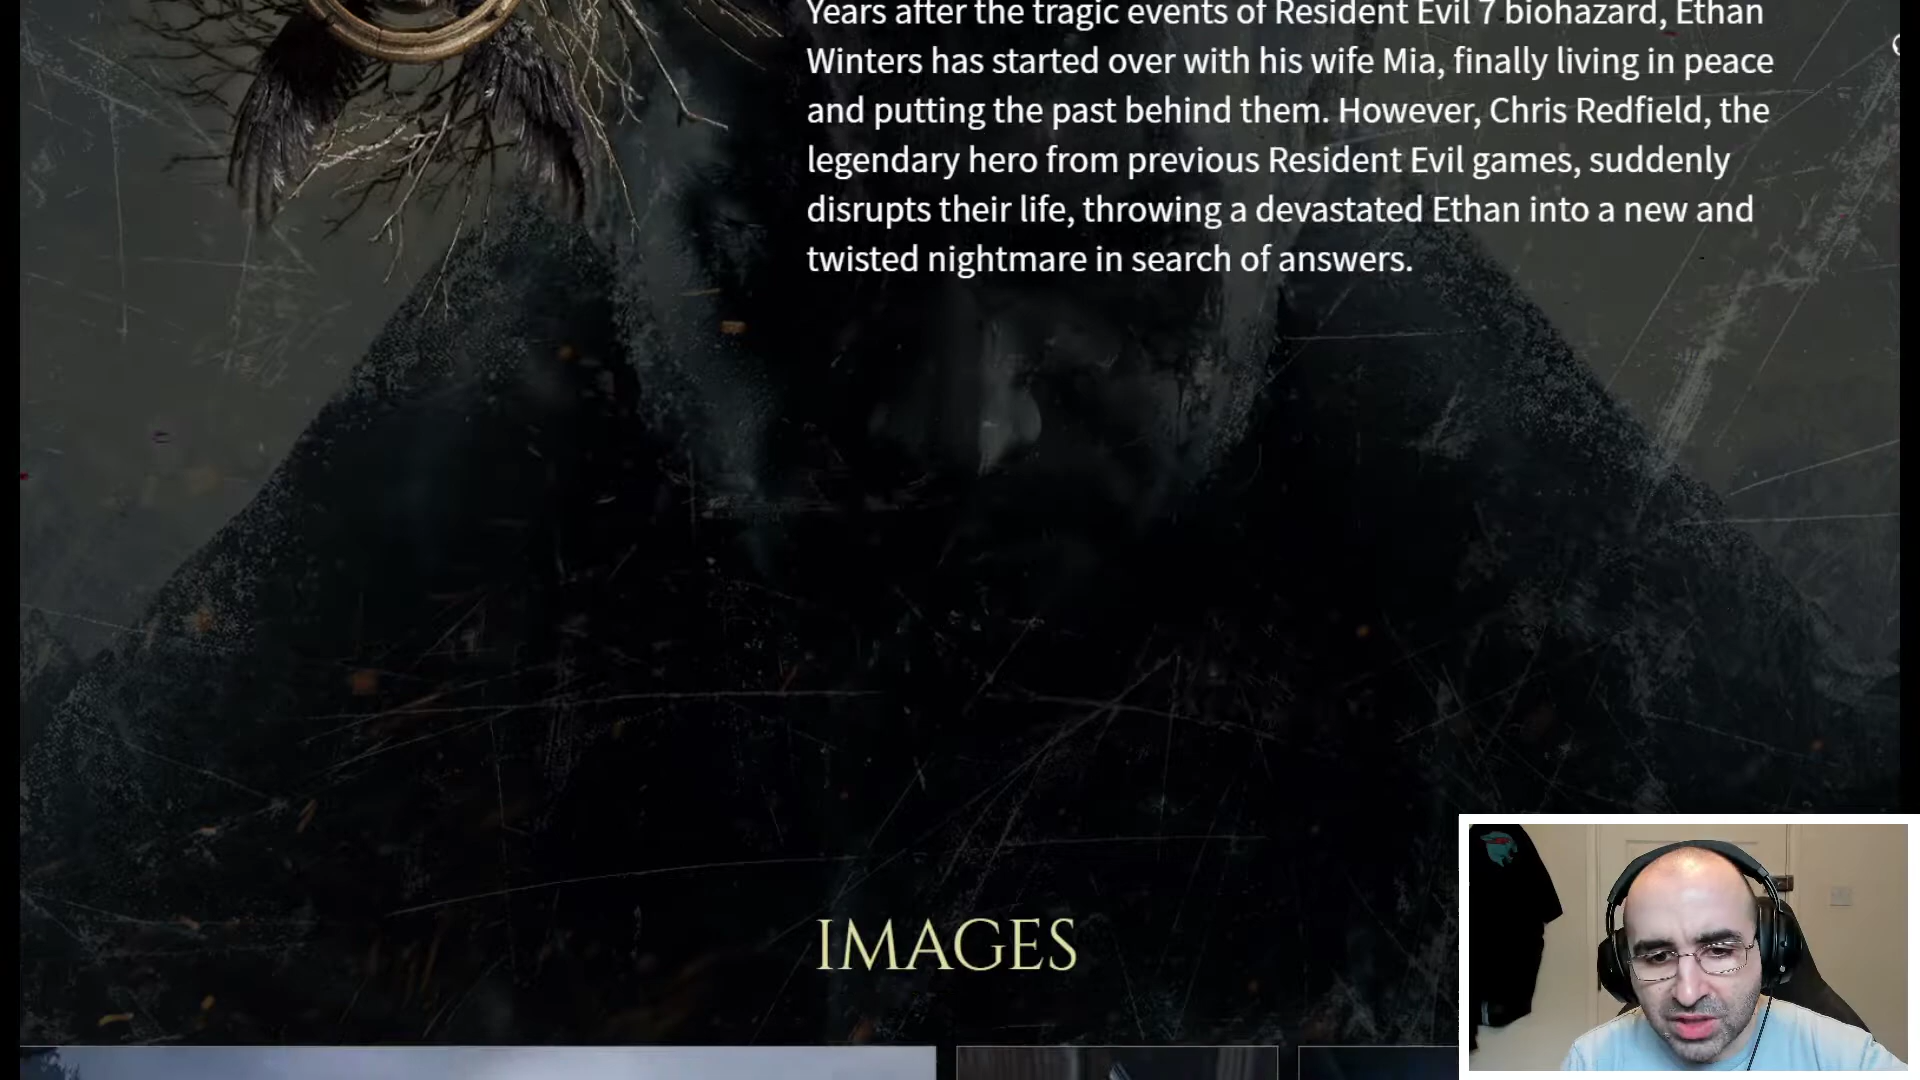 Years after the tragic events of Resident Evil 7 biohazard, Ethan
Winters has started over with his wife Mia, finally living in peace
and putting the past behind them. However, Chris Redfield, the
legendary hero from previous Resident Evil games, suddenly
disrupts their life, throwing a devastated Ethan into a new and
twisted nightmare in search of answers.
IMAGES